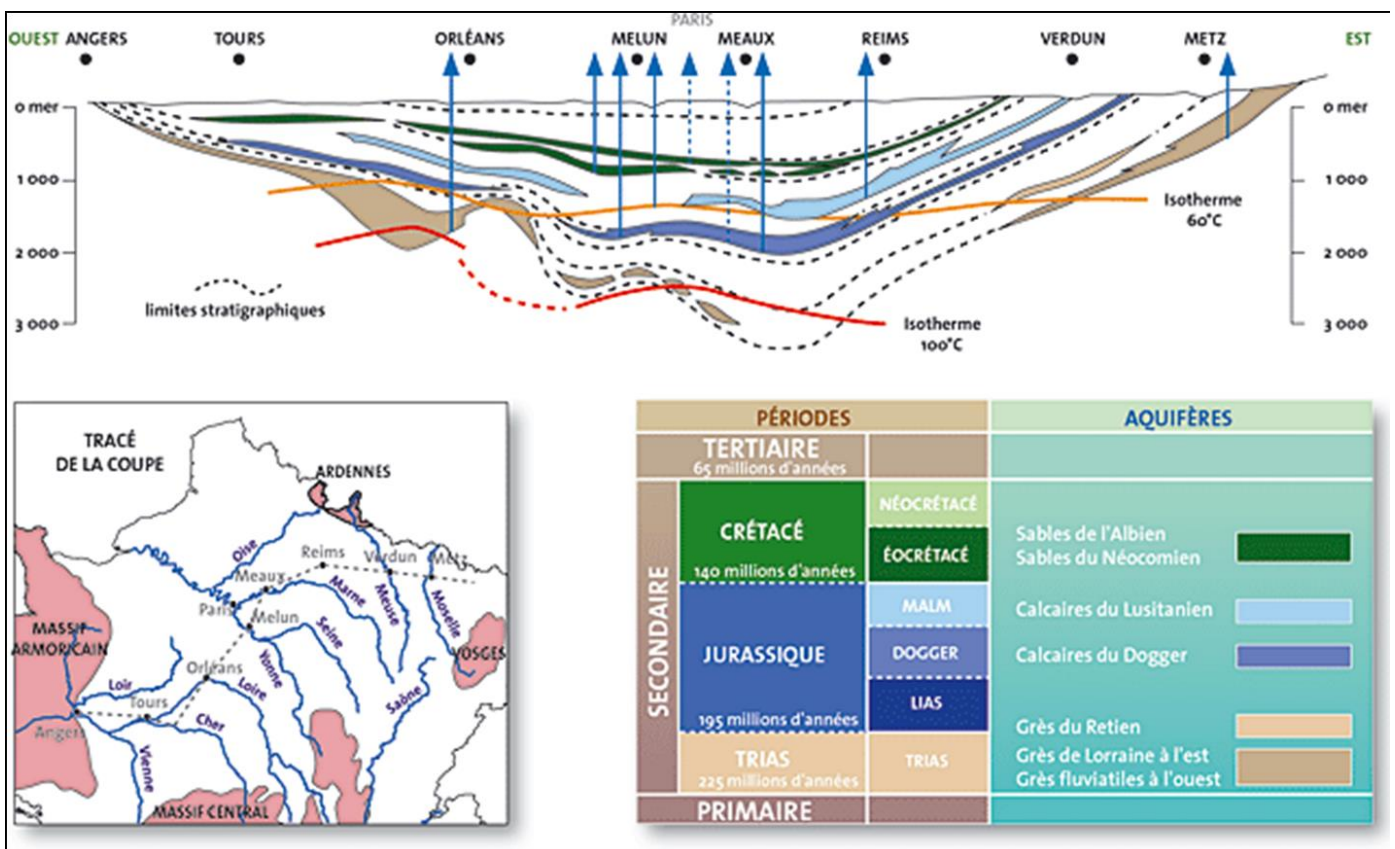 PARIS
OUEST ANGERS TOURS ORLÉANS MELUN MEAUX REIMS VERDUN METZ EST
0 mer 0 mer
1 000 1 000
Isotherme
60°C
2 000 2 000
limites stratigraphiques
3 000 3 000
Isotherme
100°C
TRACÉ
DE LA COUPE
ARDENNES
Oise
Reims
Verdun
Metz
Meaux
Marne
Meuse
Moselle
Paris
Melun
Seine
MASSIF
ARMORICAIN
VOSGES
Orléans
Yonne
Loir
Loire
Saône
Tours
Cher
Angers
Vienne
MASSIF CENTRAL
PÉRIODES
AQUIFÈRES
TERTIAIRE
65 millions d'années
SECONDAIRE
CRÉTACÉ
140 millions d'années
NÉOCRÉTACÉ
ÉOCRÉTACÉ
Sables de l'Albien
Sables du Néocomien
JURASSIQUE
195 millions d'années
MALM
Calcaires du Lusitanien
DOGGER
Calcaires du Dogger
LIAS
TRIAS
225 millions d'années
TRIAS
Grès du Retien
Grès de Lorraine à l'est
Grès fluviatiles à l'ouest
PRIMAIRE